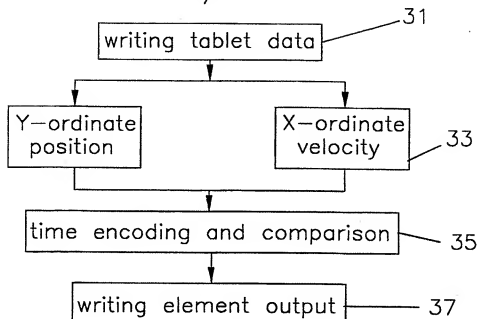 31
writing tablet data
Y-ordinate
position
X-ordinate
velocity
33
time encoding and comparison
35
writing element output
37